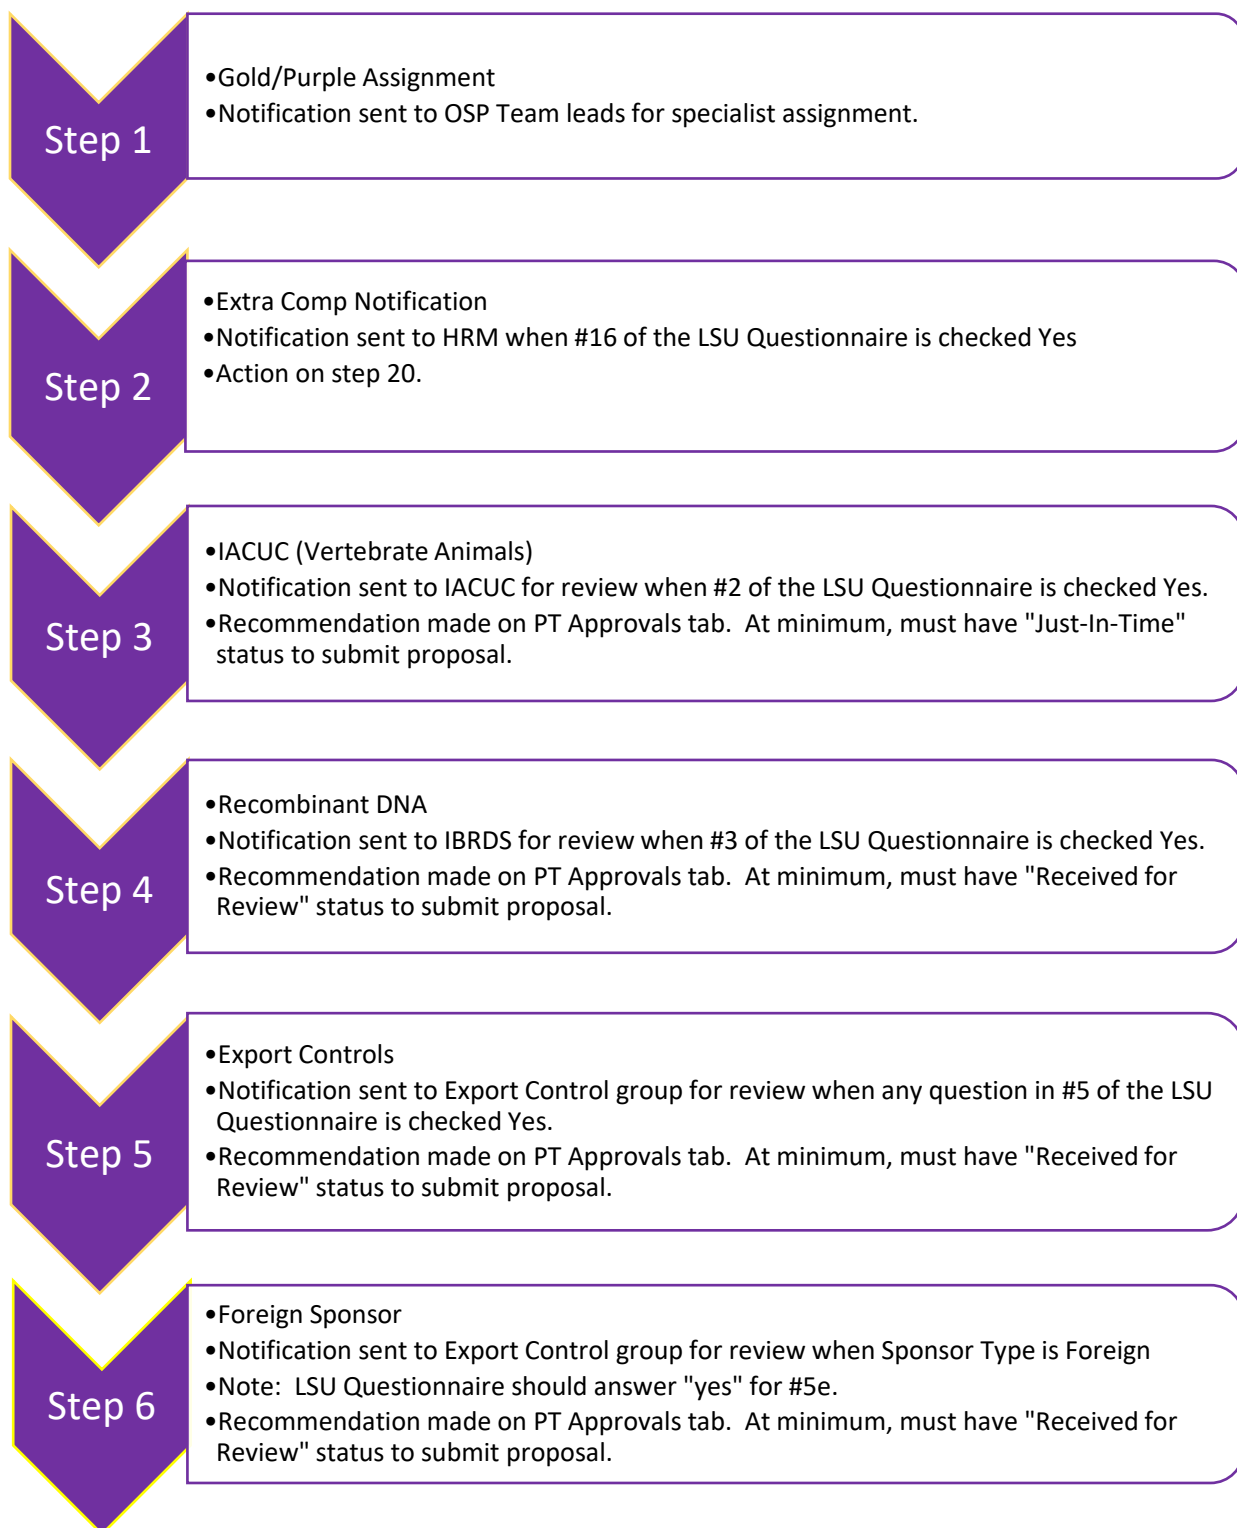 Step 1
•Gold/Purple Assignment
•Notification sent to OSP Team leads for specialist assignment.
Step 2
•Extra Comp Notification
•Notification sent to HRM when #16 of the LSU Questionnaire is checked Yes
•Action on step 20.
Step 3
•IACUC (Vertebrate Animals)
•Notification sent to IACUC for review when #2 of the LSU Questionnaire is checked Yes.
•Recommendation made on PT Approvals tab.  At minimum, must have "Just-In-Time"
status to submit proposal.
Step 4
•Recombinant DNA
•Notification sent to IBRDS for review when #3 of the LSU Questionnaire is checked Yes.
•Recommendation made on PT Approvals tab.  At minimum, must have "Received for
Review" status to submit proposal.
Step 5
•Export Controls
•Notification sent to Export Control group for review when any question in #5 of the LSU
Questionnaire is checked Yes.
•Recommendation made on PT Approvals tab.  At minimum, must have "Received for
Review" status to submit proposal.
Step 6
•Foreign Sponsor
•Notification sent to Export Control group for review when Sponsor Type is Foreign
•Note:  LSU Questionnaire should answer "yes" for #5e.
•Recommendation made on PT Approvals tab.  At minimum, must have "Received for
Review" status to submit proposal.